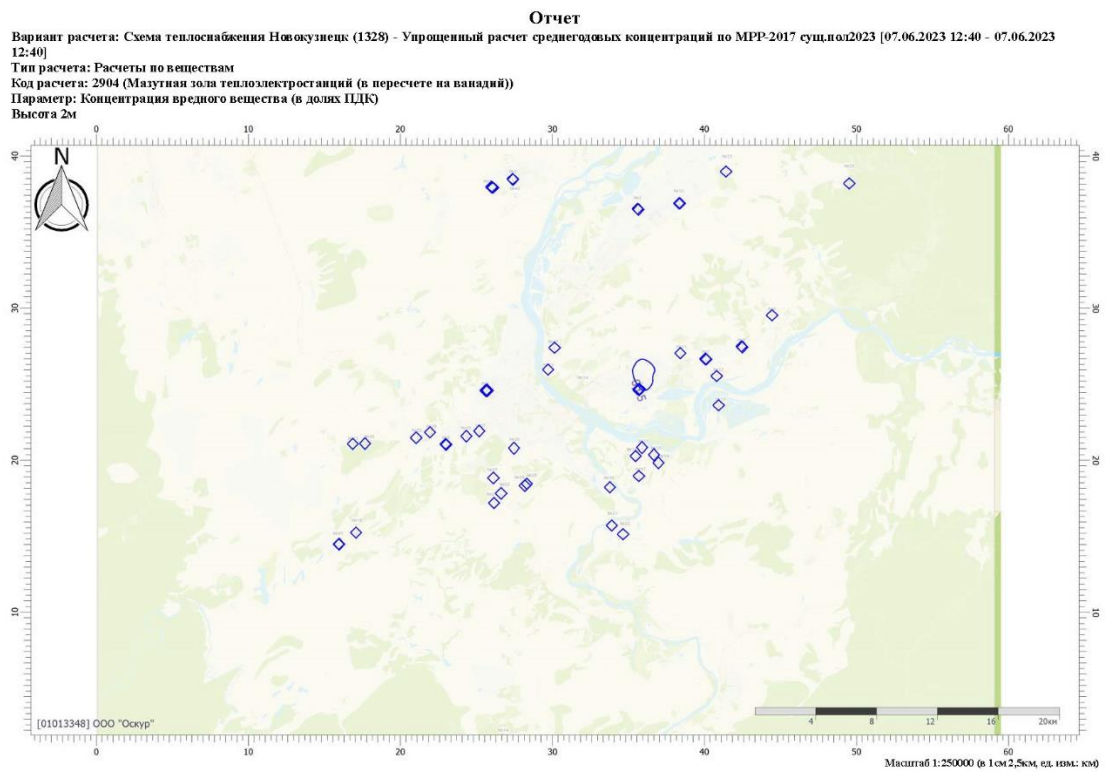 Отчет
Вариант расчета: Схема теплоснабжения Новокузнецк (1328) - Упрощенный расчет среднегодовых концентраций по МРР-2017 сущ.пол2023 [07.06.2023 12:40 - 07.06.2023
12:40]
Тип расчета: Расчеты по веществам
Код расчета: 2904 (Мазутная зола теплоэлектростанций (в пересчете на ванадий))
Параметр: Концентрация вредного вещества (в долях ПДК)
Высота 2м
0 10 20 30 40 50 60
N
40 40
30 30
20 20
10 10
[01013348] ООО "Оскур"
4 8 12 16 20км
0 10 20 30 40 50 60
Масштаб 1:250000 (в 1см 2,5км, ед. изм.: км)